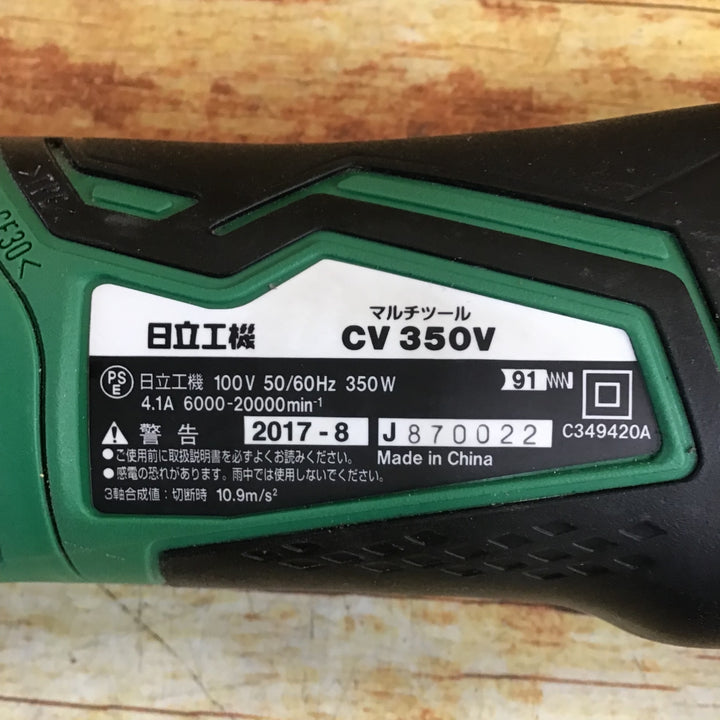 マルチツール
日立工機 CV 350V
PSE 日立工機 100V 50/60Hz 350W 91
4.1A 6000-20000min⁻¹
警告 2017-8 J870022 C349420A
●ご使用前に取扱説明書を必ずよくお読みください。 Made in China
●感電の恐れがあります。雨中では使用しないでください。
3軸合成値:切断時 10.9m/s²